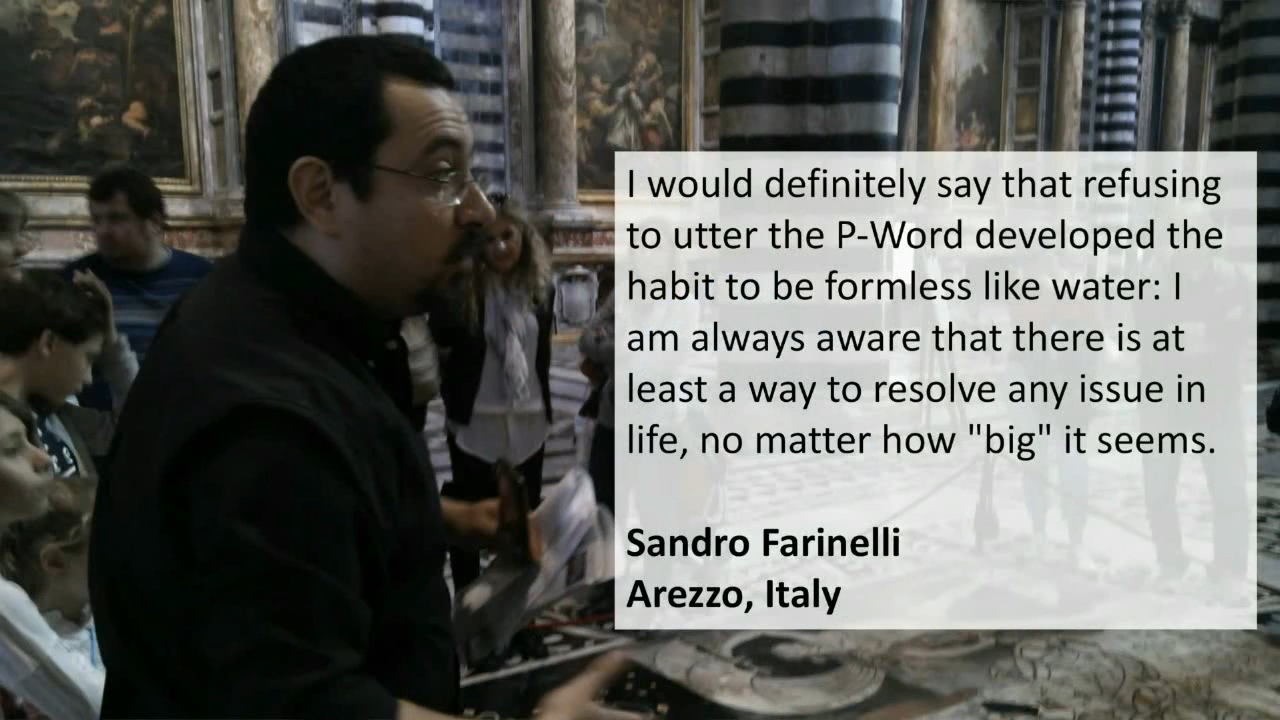 I would definitely say that refusing
to utter the P-Word developed the
habit to be formless like water: I
am always aware that there is at
least a way to resolve any issue in
life, no matter how "big" it seems.
Sandro Farinelli
Arezzo, Italy